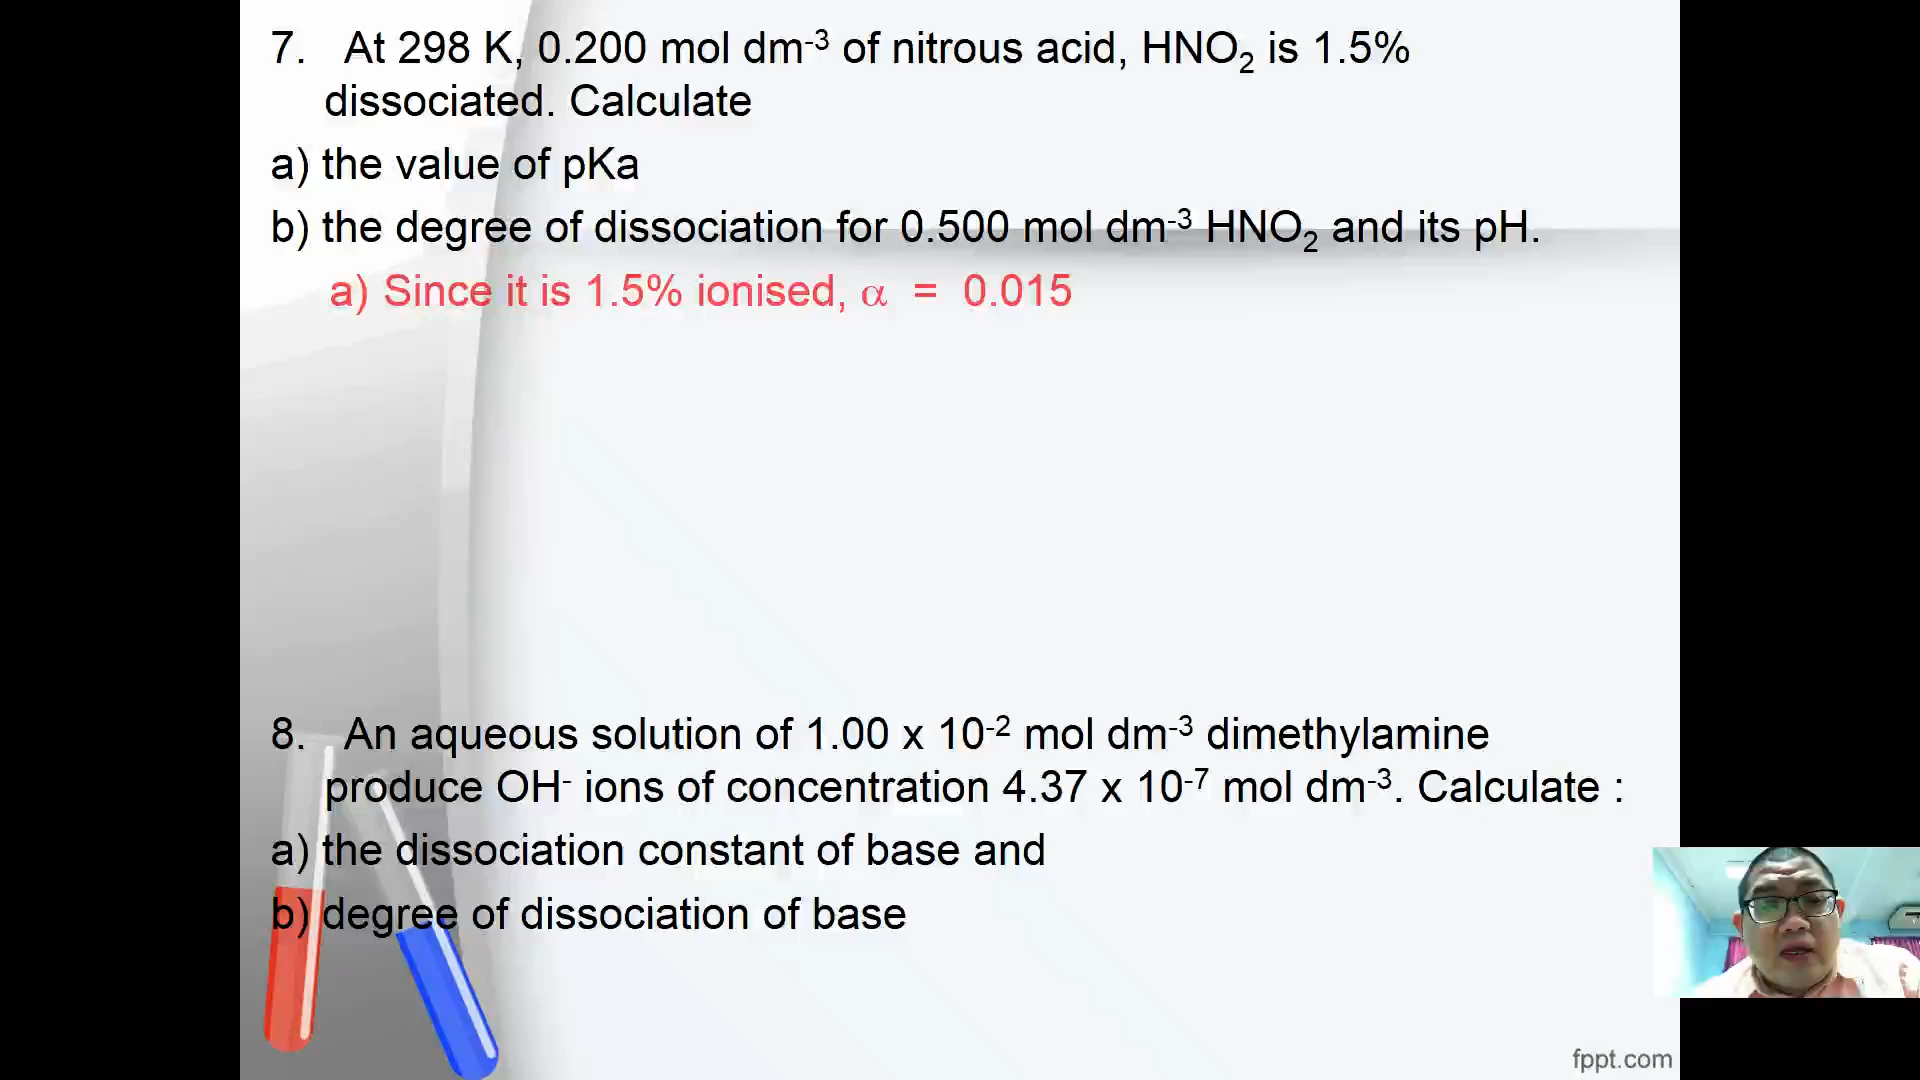 7. At 298 K, 0.200 mol dm⁻³ of nitrous acid, HNO₂ is 1.5%
dissociated. Calculate
a) the value of pKa
b) the degree of dissociation for 0.500 mol dm⁻³ HNO₂ and its pH.
a) Since it is 1.5% ionised, α = 0.015
8. An aqueous solution of 1.00 x 10⁻² mol dm⁻³ dimethylamine
produce OH⁻ ions of concentration 4.37 x 10⁻⁷ mol dm⁻³. Calculate :
a) the dissociation constant of base and
b) degree of dissociation of base
fppt.com